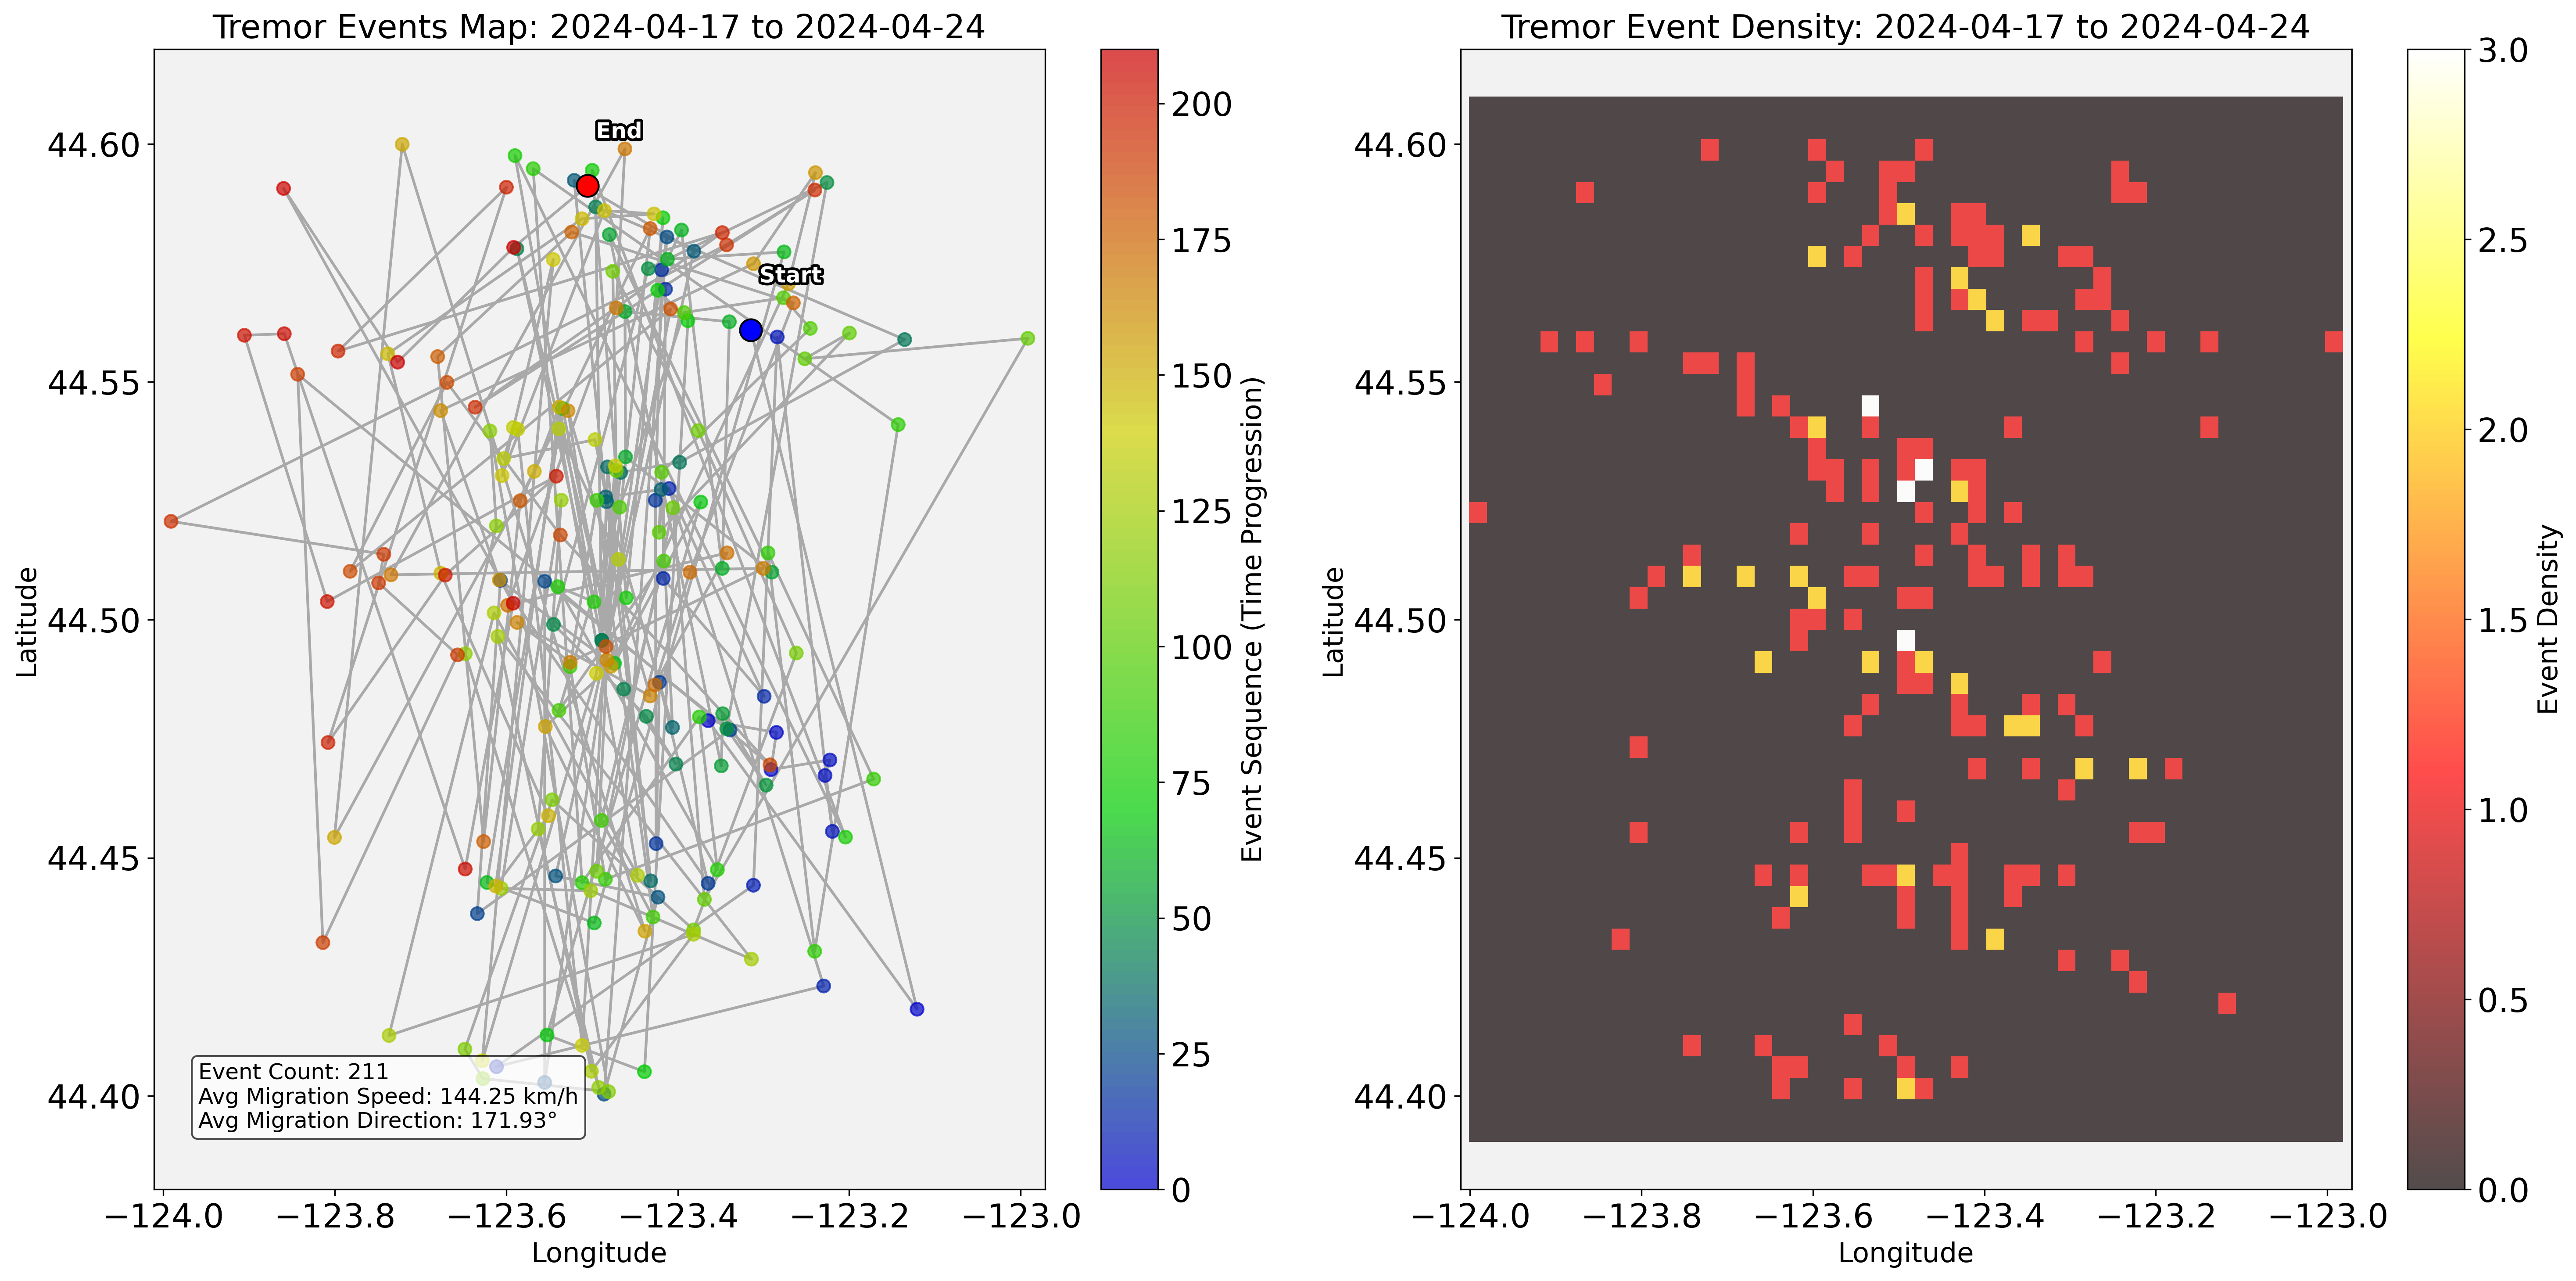 Tremor Events Map: 2024-04-17 to 2024-04-24
Latitude
44.60
44.55
44.50
44.45
44.40
End
Start
Event Count: 211
Avg Migration Speed: 144.25 km/h
Avg Migration Direction: 171.93°
−124.0 −123.8 −123.6 −123.4 −123.2 −123.0
Longitude
200
175
150
125
100
75
50
25
0
Event Sequence (Time Progression)
Tremor Event Density: 2024-04-17 to 2024-04-24
Latitude
44.60
44.55
44.50
44.45
44.40
−124.0 −123.8 −123.6 −123.4 −123.2 −123.0
Longitude
3.0
2.5
2.0
1.5
1.0
0.5
0.0
Event Density